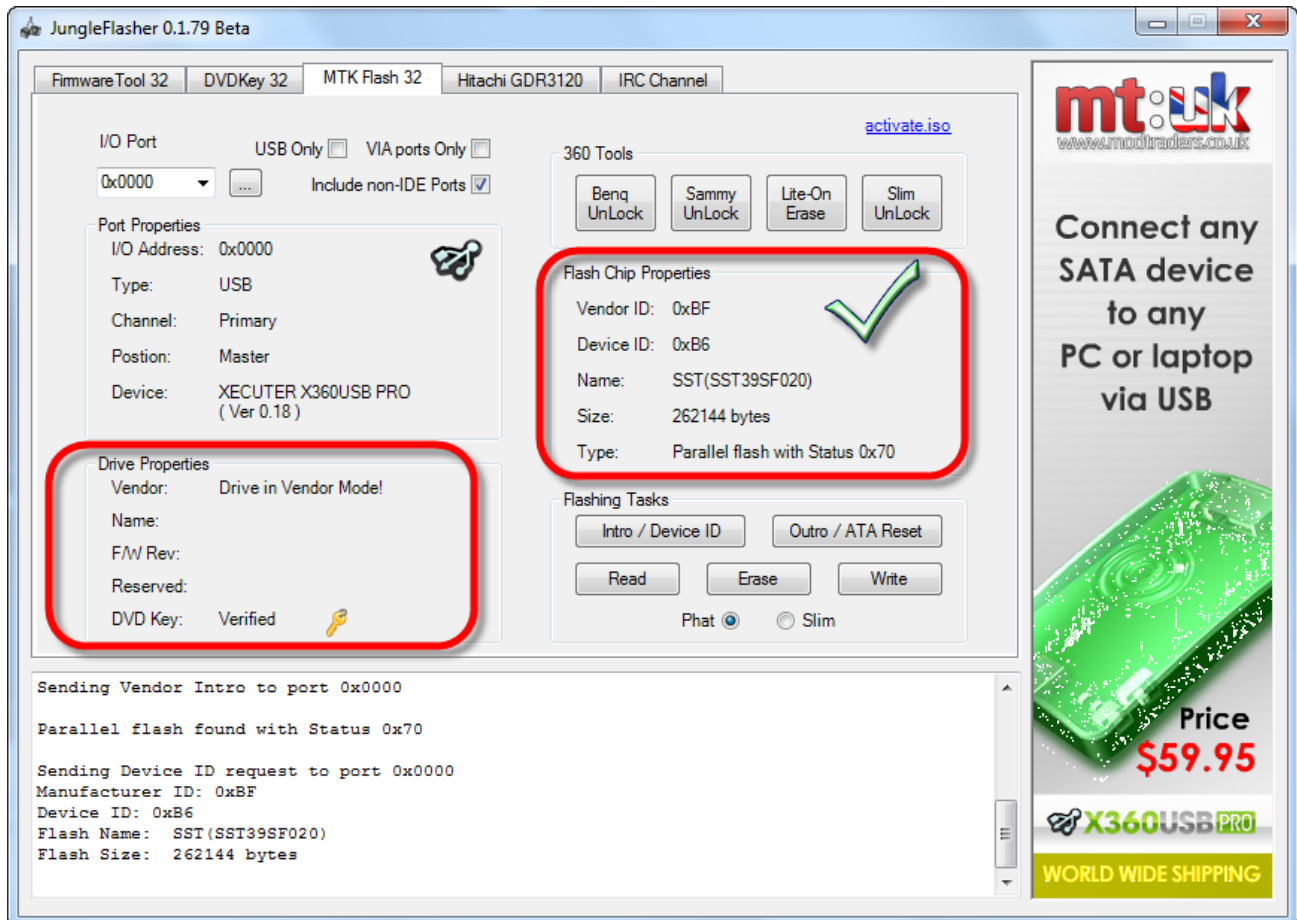 JungleFlasher 0.1.79 Beta
FirmwareTool 32
DVDKey 32
MTK Flash 32
Hitachi GDR3120
IRC Channel
activate.iso
I/O Port
USB Only
VIA ports Only
0x0000
...
Include non-IDE Ports
Port Properties
I/O Address: 0x0000
Type: USB
Channel: Primary
Postion: Master
Device: XECUTER X360USB PRO
( Ver 0.18 )
Drive Properties
Vendor: Drive in Vendor Mode!
Name:
F/W Rev:
Reserved:
DVD Key: Verified
360 Tools
Benq UnLock
Sammy UnLock
Lite-On Erase
Slim UnLock
Flash Chip Properties
Vendor ID: 0xBF
Device ID: 0xB6
Name: SST(SST39SF020)
Size: 262144 bytes
Type: Parallel flash with Status 0x70
Flashing Tasks
Intro / Device ID
Outro / ATA Reset
Read
Erase
Write
Phat
Slim
Sending Vendor Intro to port 0x0000
Parallel flash found with Status 0x70
Sending Device ID request to port 0x0000
Manufacturer ID: 0xBF
Device ID: 0xB6
Flash Name: SST(SST39SF020)
Flash Size: 262144 bytes
mt:uk
www.modtraders.co.uk
Connect any
SATA device
to any
PC or laptop
via USB
Price
$59.95
X360USB PRO
WORLD WIDE SHIPPING